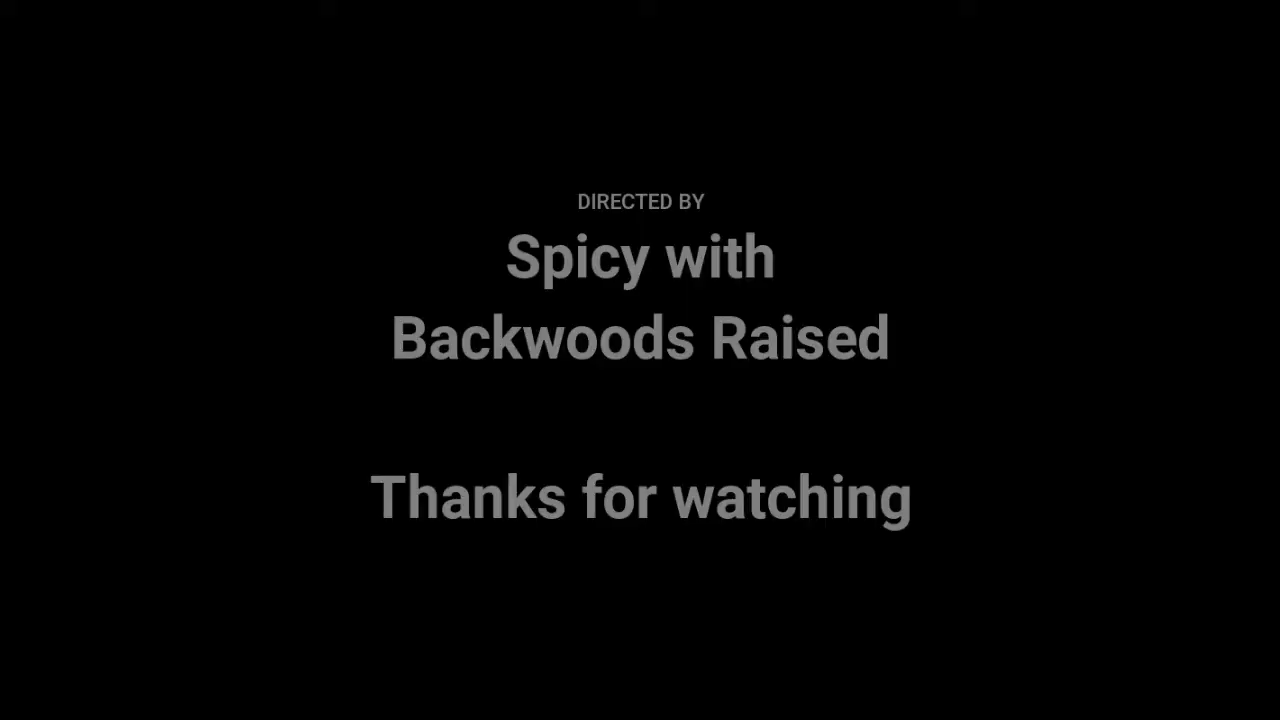 DIRECTED BY
Spicy with
Backwoods Raised
Thanks for watching